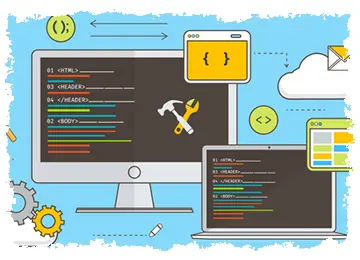 ();
{ }
01 <HTML>
03 <HEADER>
04 </HEADER>
02 <BODY>
<>
01 <HTML>
03 <HEADER>
04 </HEADER>
02 <BODY>